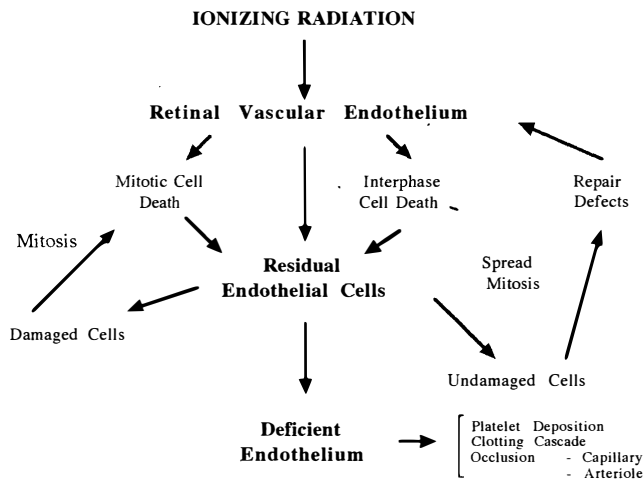 IONIZING RADIATION
Retinal Vascular Endothelium
Mitotic Cell
Death
Interphase
Cell Death
Repair
Defects
Mitosis
Residual
Endothelial Cells
Spread
Mitosis
Damaged Cells
Undamaged Cells
Deficient
Endothelium
Platelet Deposition
Clotting Cascade
Occlusion - Capillary
- Arteriole